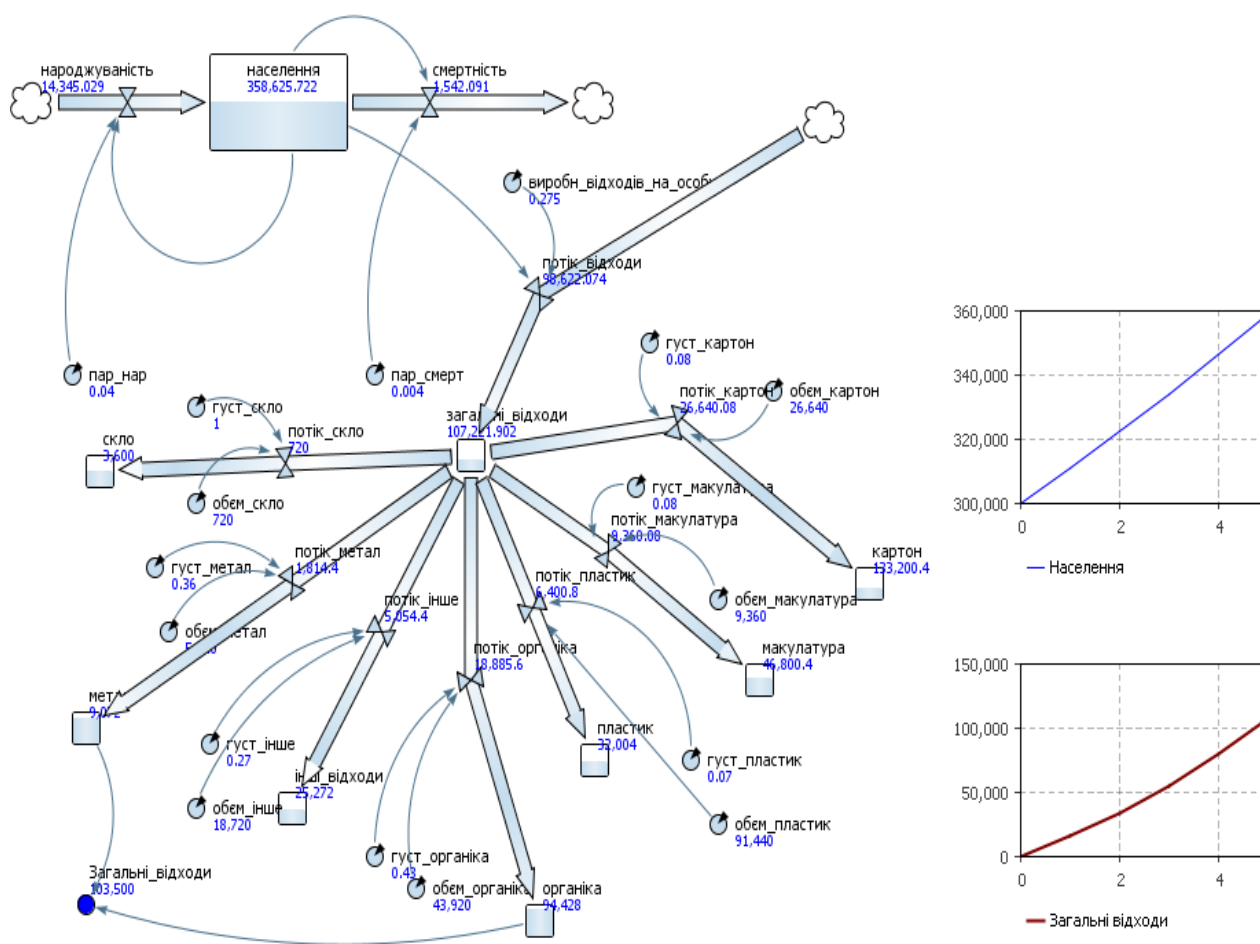 народжуваність
14,345.029
населення
358,625.722
смертність
1,542.091
виробн_відходів_на_особу
0.275
потік_відходи
98,622.074
пар_нар
0.04
пар_смерт
0.004
густ_картон
0.08
потік_картон
26,640.08
обєм_картон
26,640
густ_скло
1
скло
3,600
потік_скло
720
обєм_скло
720
загальні_відходи
густ_макулатура
0.08
потік_макулатура
9,360.08
картон
133,200.4
обєм_макулатура
9,360
макулатура
46,800.4
густ_метал
0.36
потік_метал
1,814.4
обєм_метал
потік_інше
5,054.4
потік_пластик
6,400.8
потік_органіка
18,885.6
густ_інше
0.27
обєм_інше
18,720
інші_відходи
25,272
пластик
32,004
густ_пластик
0.07
обєм_пластик
91,440
густ_органіка
0.43
обєм_органіка
43,920
органіка
94,428
Загальні_відходи
103,500
360,000
340,000
320,000
300,000
0 2 4
Населення
150,000
100,000
50,000
0
0 2 4
Загальні відходи